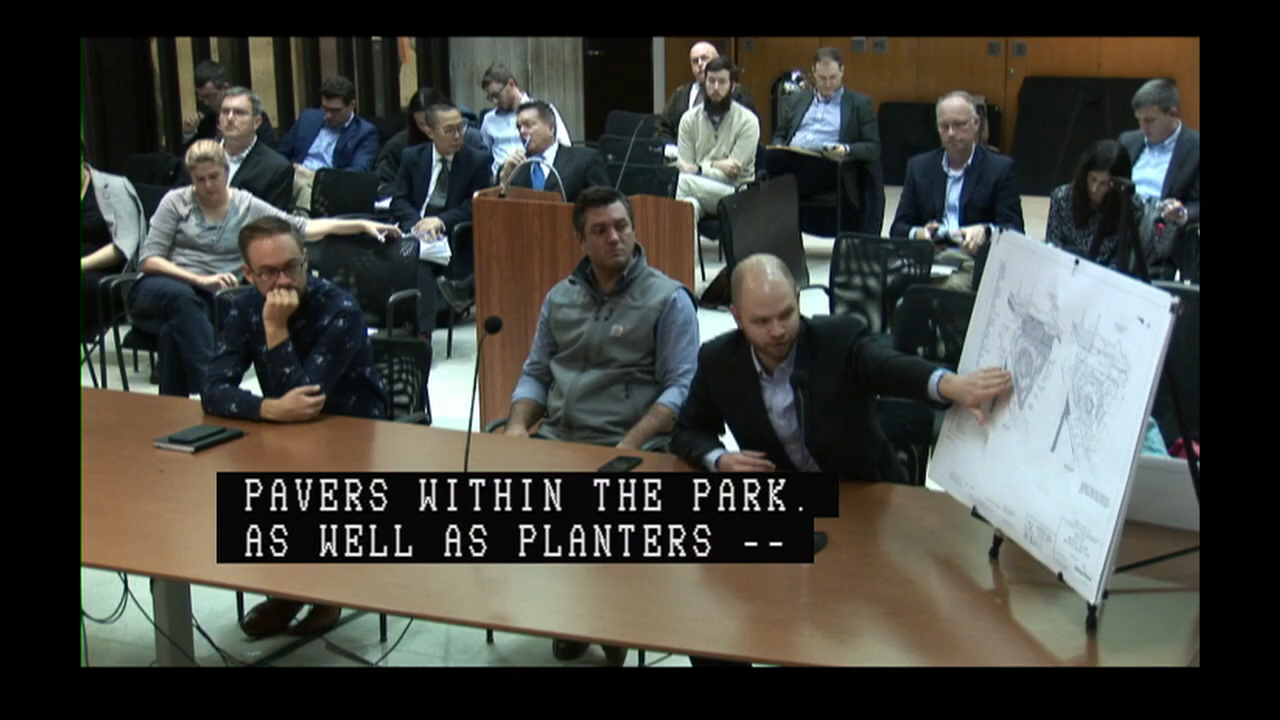 PAVERS WITHIN THE PARK.
AS WELL AS PLANTERS --